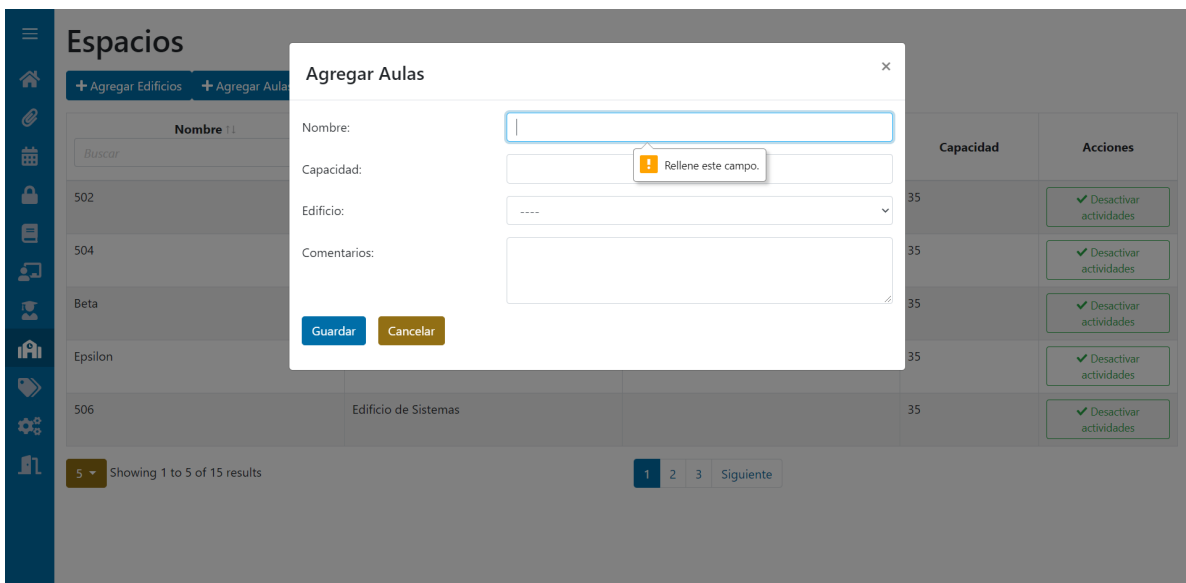 Espacios
Agregar Edificios
Agregar Aula
Nombre
Buscar
Capacidad
Acciones
502
35
Desactivar
actividades
504
35
Desactivar
actividades
Beta
35
Desactivar
actividades
Epsilon
35
Desactivar
actividades
506
Edificio de Sistemas
35
Desactivar
actividades
5
Showing 1 to 5 of 15 results
1 2 3 Siguiente
Agregar Aulas
×
Nombre:
Rellene este campo.
Capacidad:
Edificio:
----
Comentarios:
Guardar
Cancelar